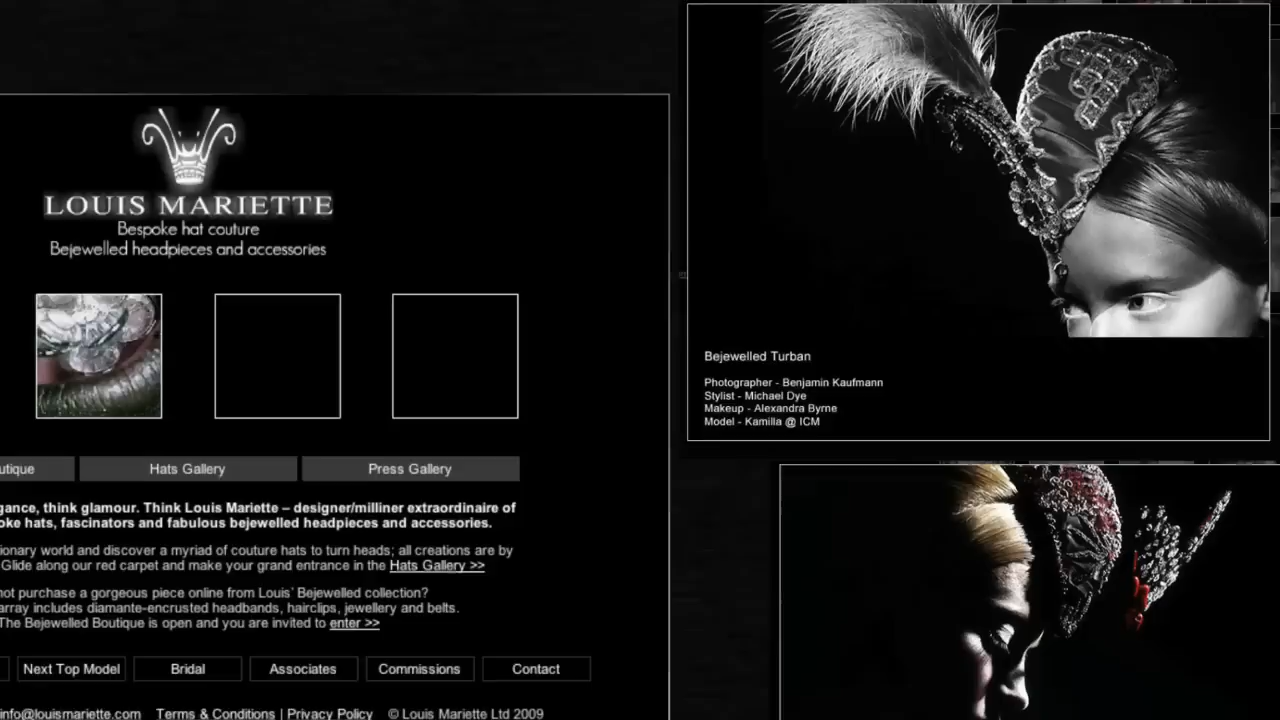 LOUIS MARIETTE
Bespoke hat couture
Bejewelled headpieces and accessories
utique
Hats Gallery
Press Gallery
gance, think glamour. Think Louis Mariette – designer/milliner extraordinaire of
oke hats, fascinators and fabulous bejewelled headpieces and accessories.
ionary world and discover a myriad of couture hats to turn heads; all creations are by
Glide along our red carpet and make your grand entrance in the Hats Gallery >>
not purchase a gorgeous piece online from Louis' Bejewelled collection?
array includes diamante-encrusted headbands, hairclips, jewellery and belts.
The Bejewelled Boutique is open and you are invited to enter >>
Next Top Model
Bridal
Associates
Commissions
Contact
info@louismariette.com Terms & Conditions | Privacy Policy © Louis Mariette Ltd 2009
Bejewelled Turban
Photographer - Benjamin Kaufmann
Stylist - Michael Dye
Makeup - Alexandra Byrne
Model - Kamilla @ ICM